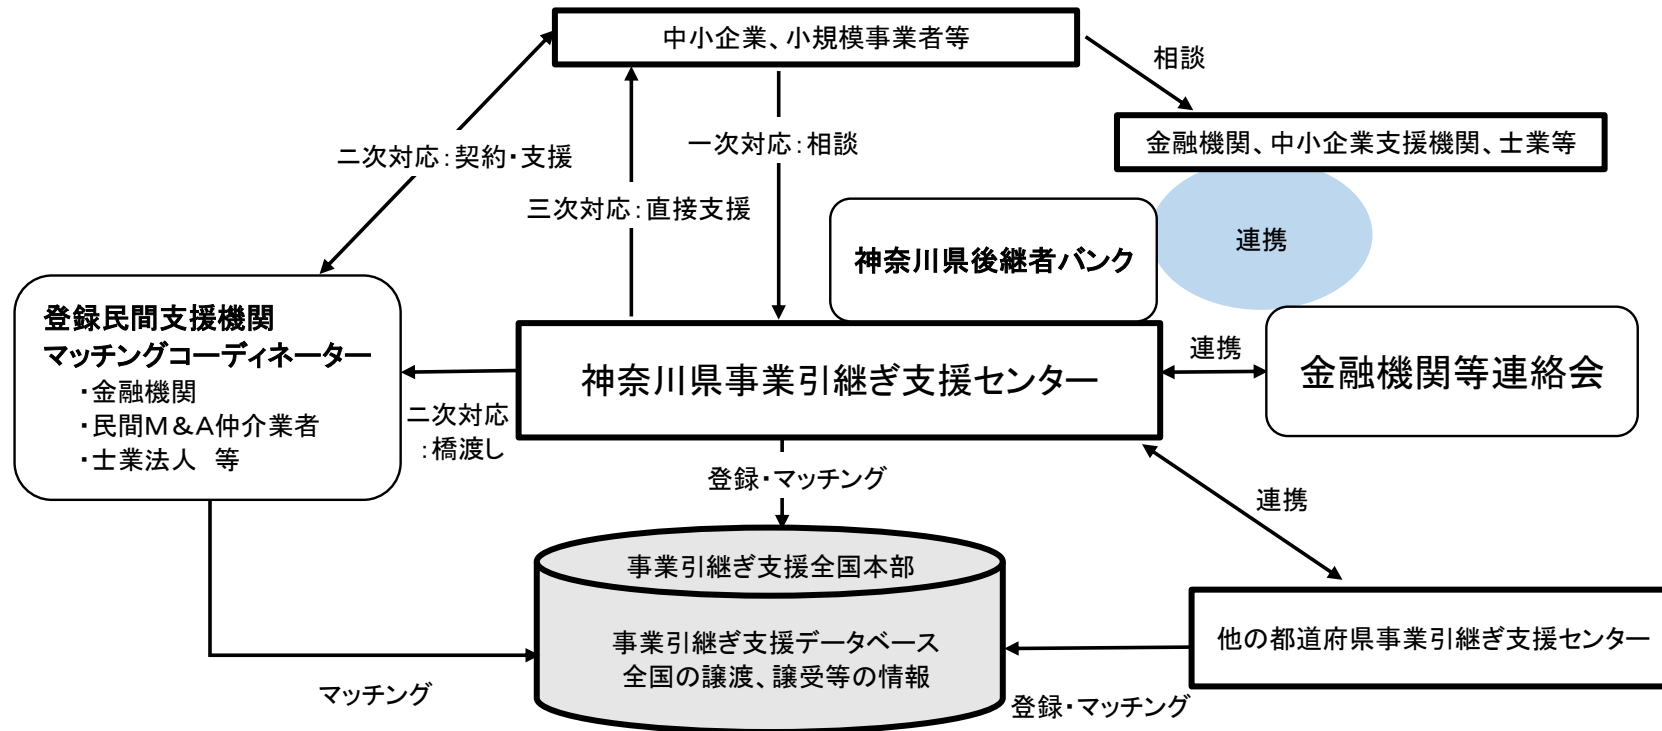 中小企業、小規模事業者等
相談
金融機関、中小企業支援機関、士業等
二次対応：契約・支援
一次対応：相談
三次対応：直接支援
連携
神奈川県後継者バンク
登録民間支援機関
マッチングコーディネーター
・金融機関
・民間Ｍ＆Ａ仲介業者
・士業法人　等
神奈川県事業引継ぎ支援センター
連携
金融機関等連絡会
二次対応
：橋渡し
登録・マッチング
連携
事業引継ぎ支援全国本部
事業引継ぎ支援データベース
全国の譲渡、譲受等の情報
他の都道府県事業引継ぎ支援センター
マッチング
登録・マッチング